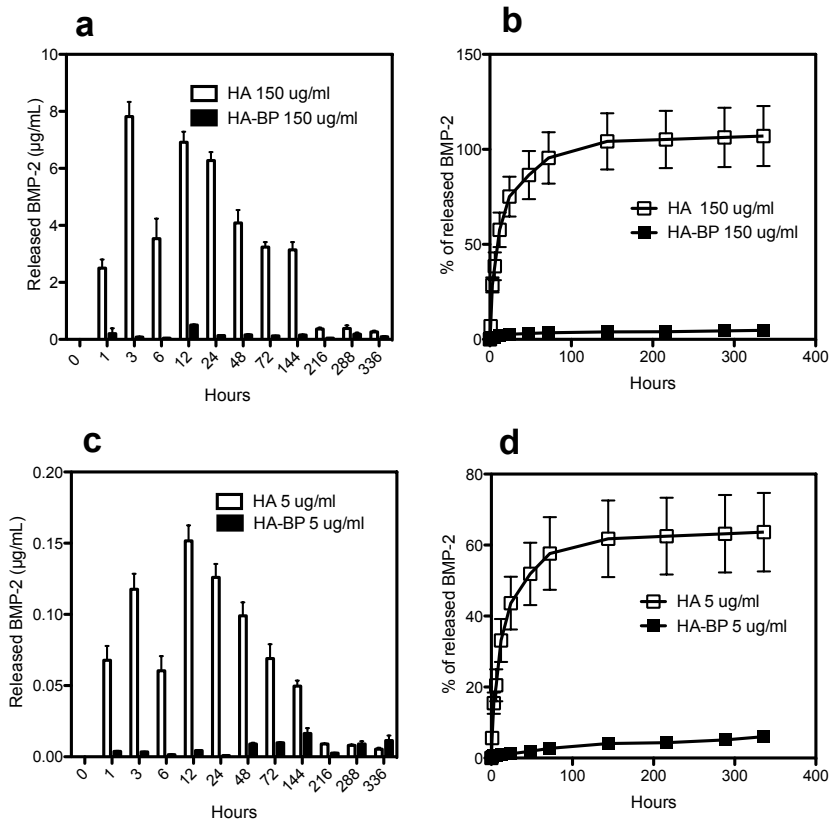 a
Released BMP-2 (µg/mL)
10
8
6
4
2
0
HA 150 ug/ml
HA-BP 150 ug/ml
0 1 3 6 12 24 48 72 144 216 288 336
Hours
b
% of released BMP-2
150
100
50
0
HA 150 ug/ml
HA-BP 150 ug/ml
0 100 200 300 400
Hours
c
Released BMP-2 (µg/mL)
0.20
0.15
0.10
0.05
0.00
HA 5 ug/ml
HA-BP 5 ug/ml
0 1 3 6 12 24 48 72 144 216 288 336
Hours
d
% of released BMP-2
80
60
40
20
0
HA 5 ug/ml
HA-BP 5 ug/ml
0 100 200 300 400
Hours